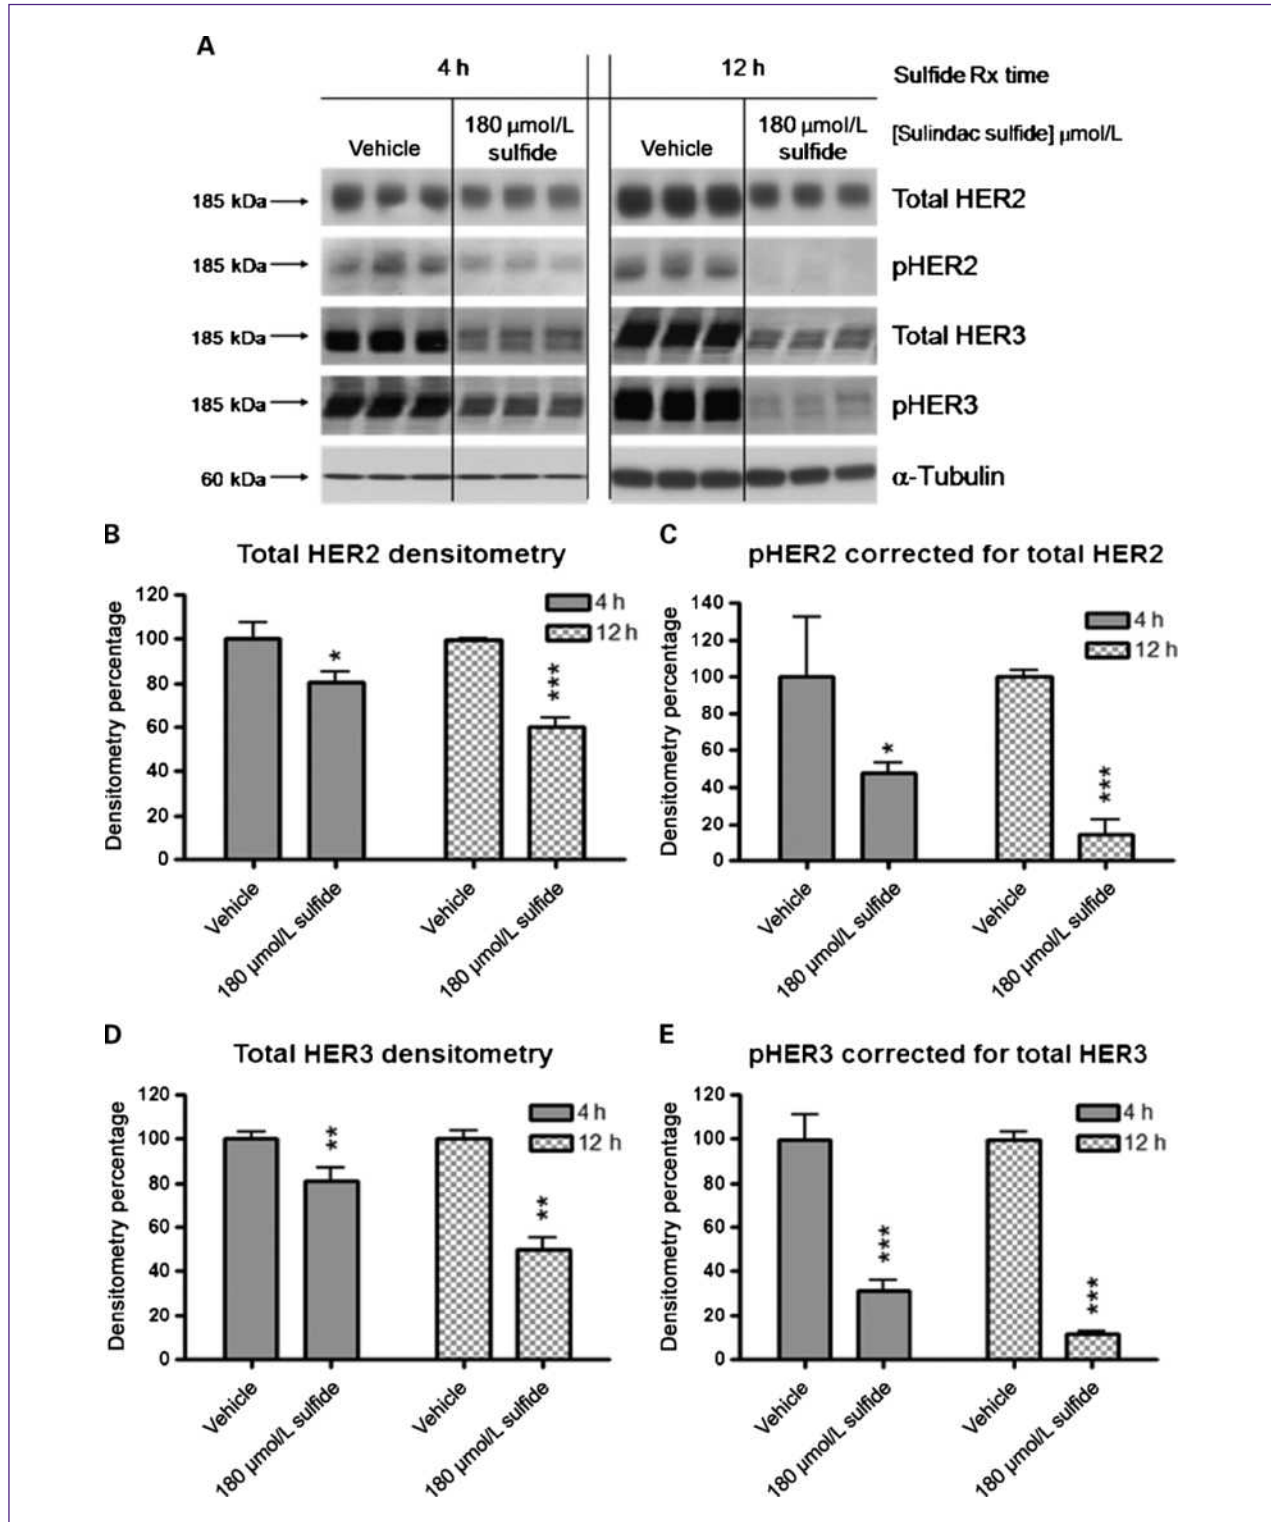 A
4 h
12 h
Sulfide Rx time
Vehicle
180 µmol/L
sulfide
Vehicle
180 µmol/L
sulfide
[Sulindac sulfide] µmol/L
185 kDa
Total HER2
185 kDa
pHER2
185 kDa
Total HER3
185 kDa
pHER3
60 kDa
α-Tubulin
B
Total HER2 densitometry
Densitometry percentage
120
100
80
60
40
20
0
4 h
12 h
*
***
Vehicle
180 µmol/L sulfide
Vehicle
180 µmol/L sulfide
C
pHER2 corrected for total HER2
Densitometry percentage
140
120
100
80
60
40
20
0
4 h
12 h
*
***
Vehicle
180 µmol/L sulfide
Vehicle
180 µmol/L sulfide
D
Total HER3 densitometry
Densitometry percentage
120
100
80
60
40
20
0
4 h
12 h
**
**
Vehicle
180 µmol/L sulfide
Vehicle
180 µmol/L sulfide
E
pHER3 corrected for total HER3
Densitometry percentage
120
100
80
60
40
20
0
4 h
12 h
***
***
Vehicle
180 µmol/L sulfide
Vehicle
180 µmol/L sulfide